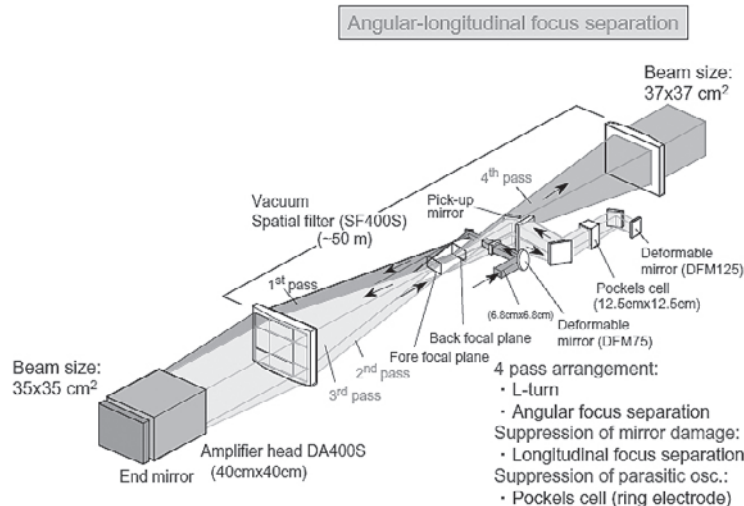 Angular-longitudinal focus separation
Beam size:
37x37 cm²
4th pass
Pick-up
mirror
Vacuum
Spatial filter (SF400S)
(~50 m)
1st pass
Deformable
mirror (DFM125)
Pockels cell
(12.5cmx12.5cm)
(6.8cmx6.8cm)
Deformable
mirror (DFM75)
Back focal plane
Fore focal plane
2nd pass
3rd pass
Beam size:
35x35 cm²
Amplifier head DA400S
(40cmx40cm)
End mirror
4 pass arrangement:
・L-turn
・Angular focus separation
Suppression of mirror damage:
・Longitudinal focus separation
Suppression of parasitic osc.:
・Pockels cell (ring electrode)